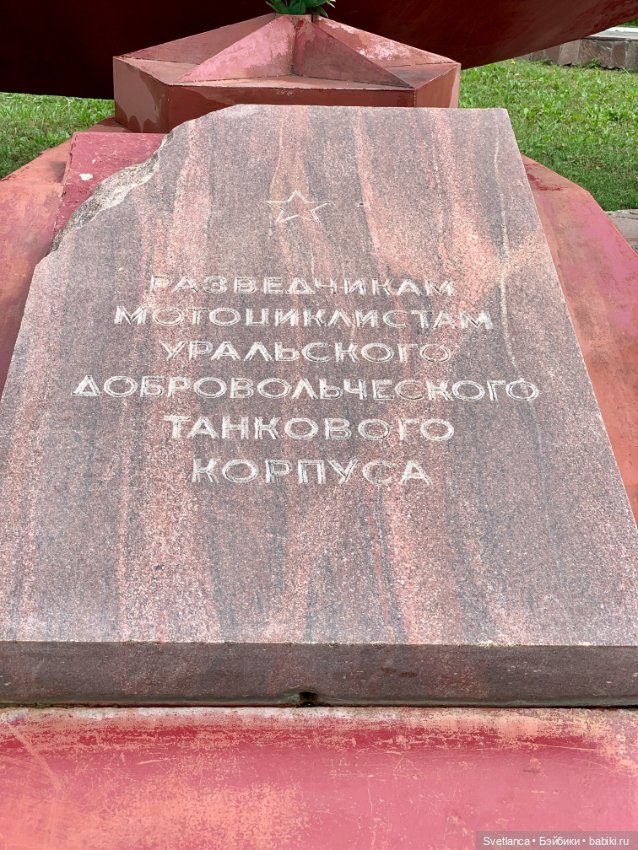 РАЗВЕДЧИКАМ
МОТОЦИКЛИСТАМ
УРАЛЬСКОГО
ДОБРОВОЛЬЧЕСКОГО
ТАНКОВОГО
КОРПУСА
Svetlanca • Бэйбики • babiki.ru